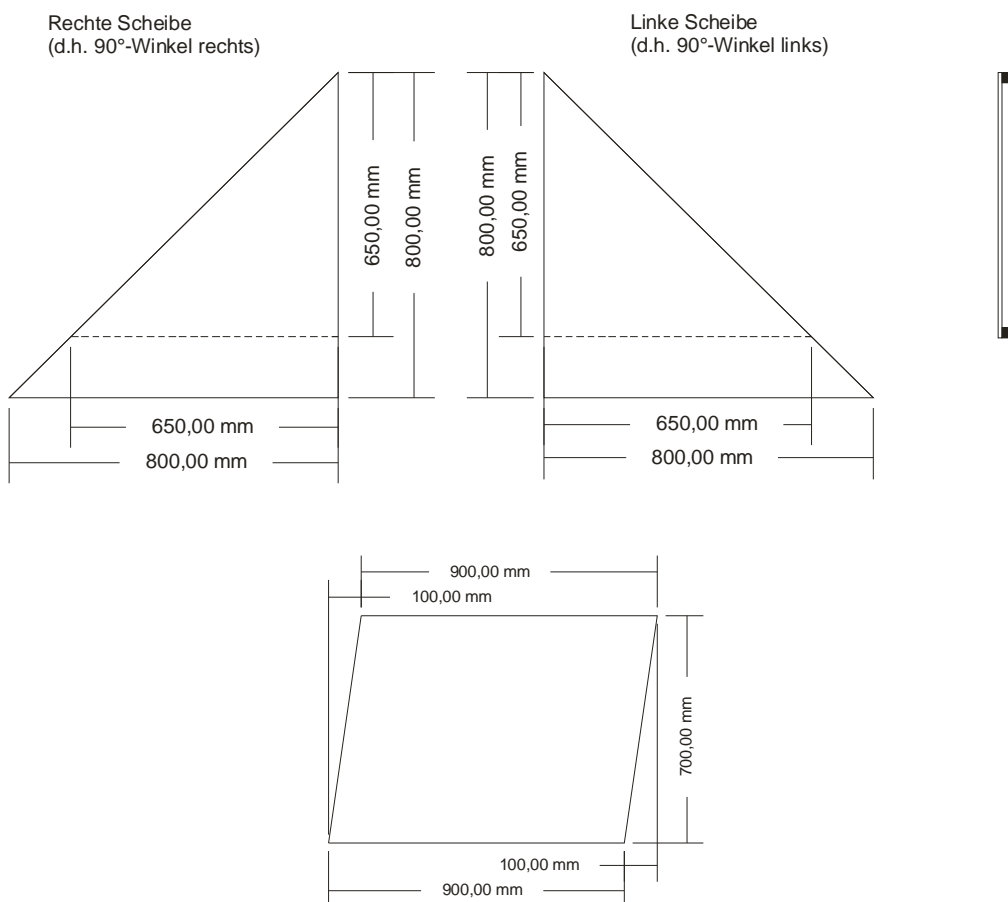 Rechte Scheibe
(d.h. 90°-Winkel rechts)
Linke Scheibe
(d.h. 90°-Winkel links)
650,00 mm
800,00 mm
800,00 mm
650,00 mm
650,00 mm
800,00 mm
650,00 mm
800,00 mm
900,00 mm
100,00 mm
700,00 mm
100,00 mm
900,00 mm